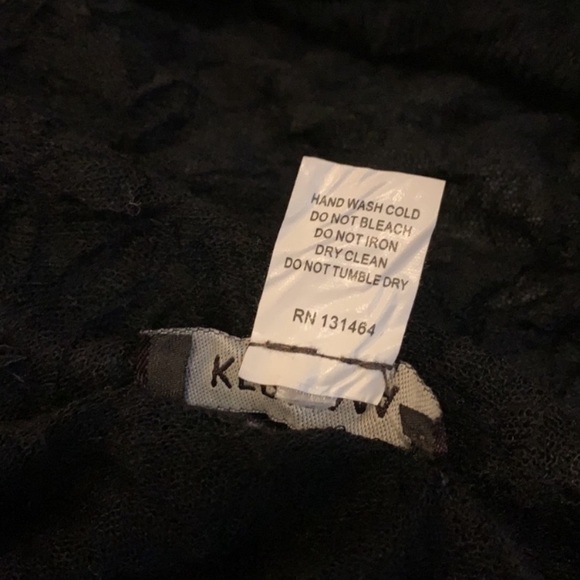 HAND WASH COLD
DO NOT BLEACH
DO NOT IRON
DRY CLEAN
DO NOT TUMBLE DRY
RN 131464